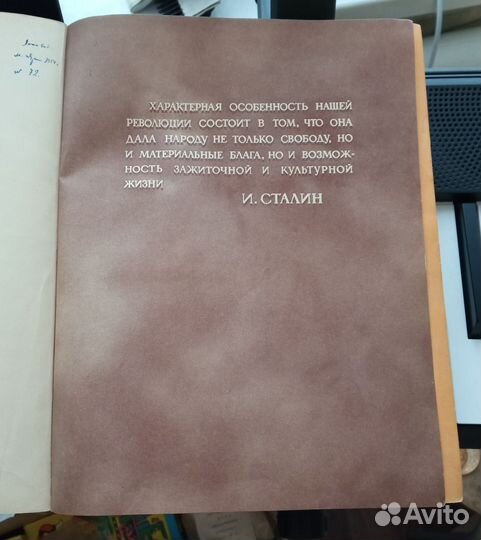 ХАРАКТЕРНАЯ ОСОБЕННОСТЬ НАШЕЙ
РЕВОЛЮЦИИ СОСТОИТ В ТОМ, ЧТО ОНА
ДАЛА НАРОДУ НЕ ТОЛЬКО СВОБОДУ, НО
И МАТЕРИАЛЬНЫЕ БЛАГА, НО И ВОЗМОЖ-
НОСТЬ ЗАЖИТОЧНОЙ И КУЛЬТУРНОЙ
ЖИЗНИ
И. СТАЛИН
Avito